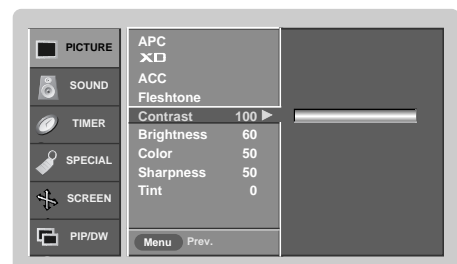 PICTURE
SOUND
TIMER
SPECIAL
SCREEN
PIP/DW
APC
XD
ACC
Fleshtone
Contrast 100 ▶
Brightness 60
Color 50
Sharpness 50
Tint 0
Menu Prev.